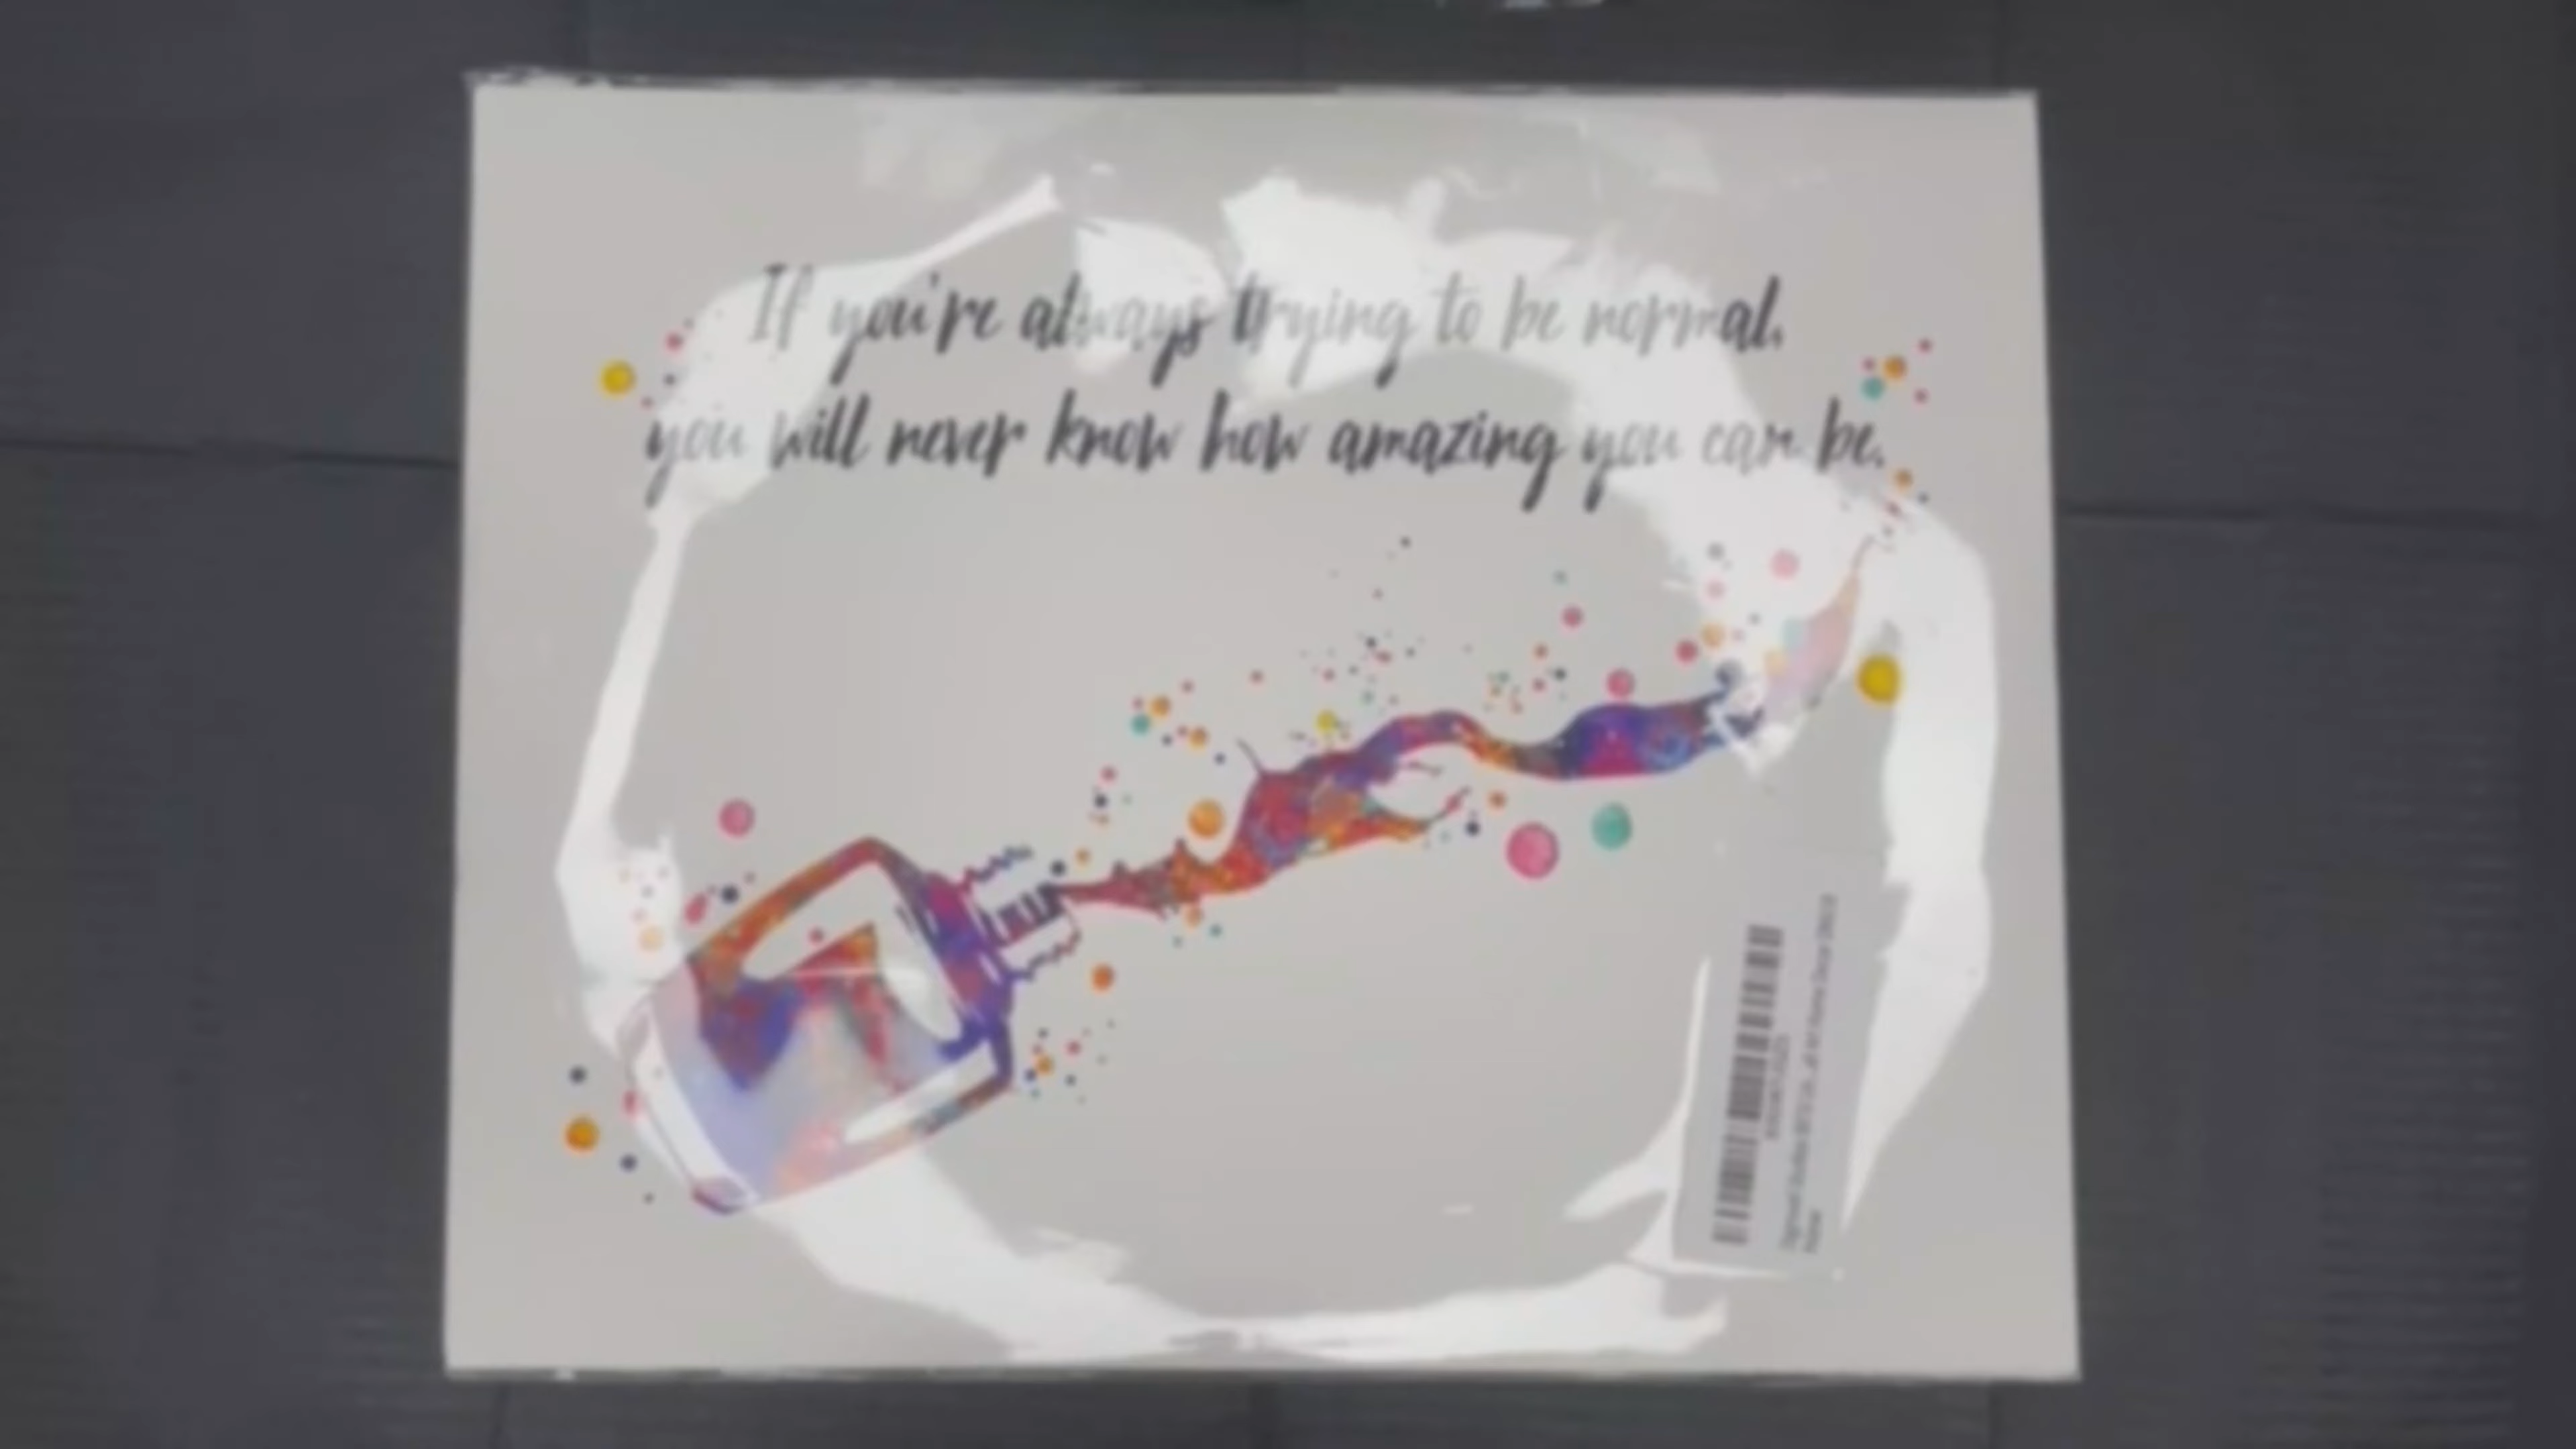 If you're always trying to be normal,
you will never know how amazing you can be.